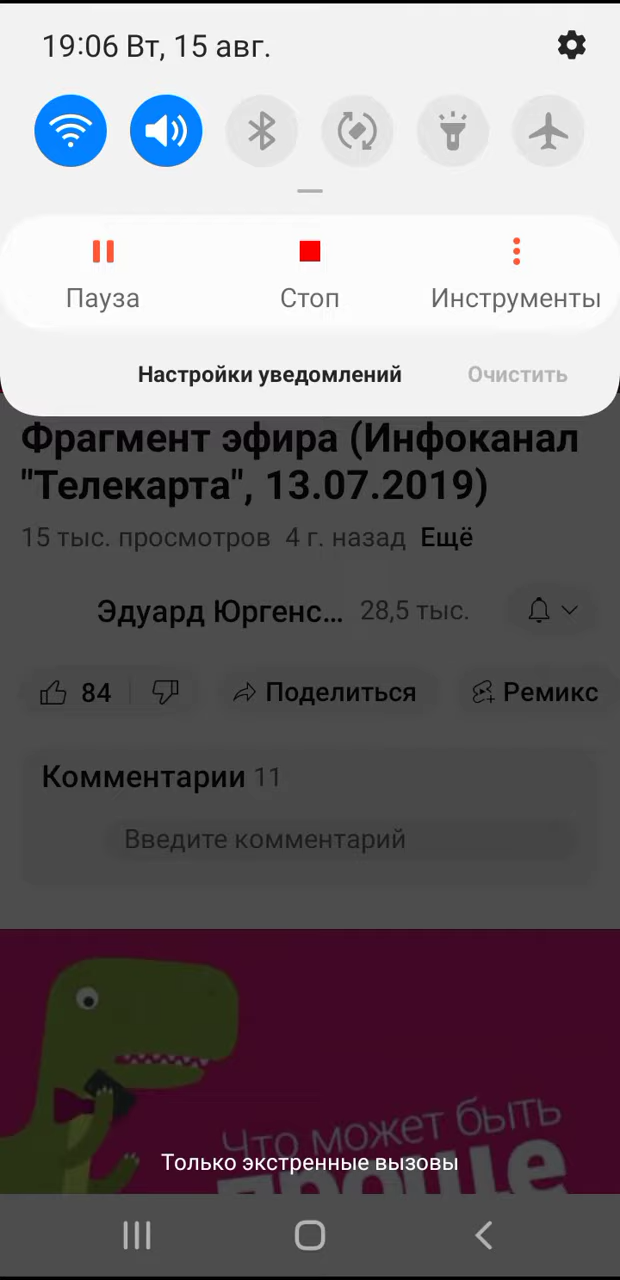 19:06 Вт, 15 авг.
Пауза
Стоп
Инструменты
Настройки уведомлений
Очистить
Фрагмент эфира (Инфоканал
"Телекарта", 13.07.2019)
15 тыс. просмотров 4 г. назад Ещё
Эдуард Юргенс... 28,5 тыс.
84
Поделиться
Ремикс
Комментарии 11
Введите комментарий
Что может быть
проще
Только экстренные вызовы